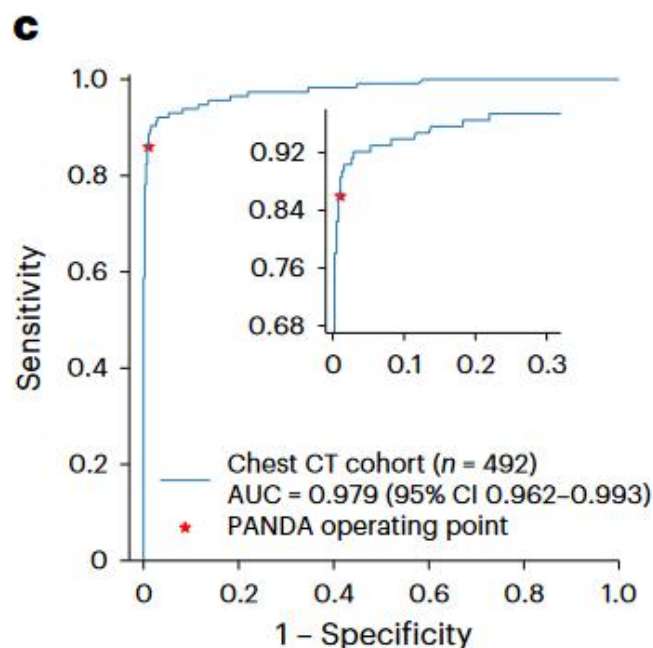 c
1.0
0.8
0.6
0.4
0.2
0
Sensitivity
0.92
0.84
0.76
0.68
0 0.1 0.2 0.3
Chest CT cohort (n = 492)
AUC = 0.979 (95% CI 0.962–0.993)
PANDA operating point
0 0.2 0.4 0.6 0.8 1.0
1 – Specificity